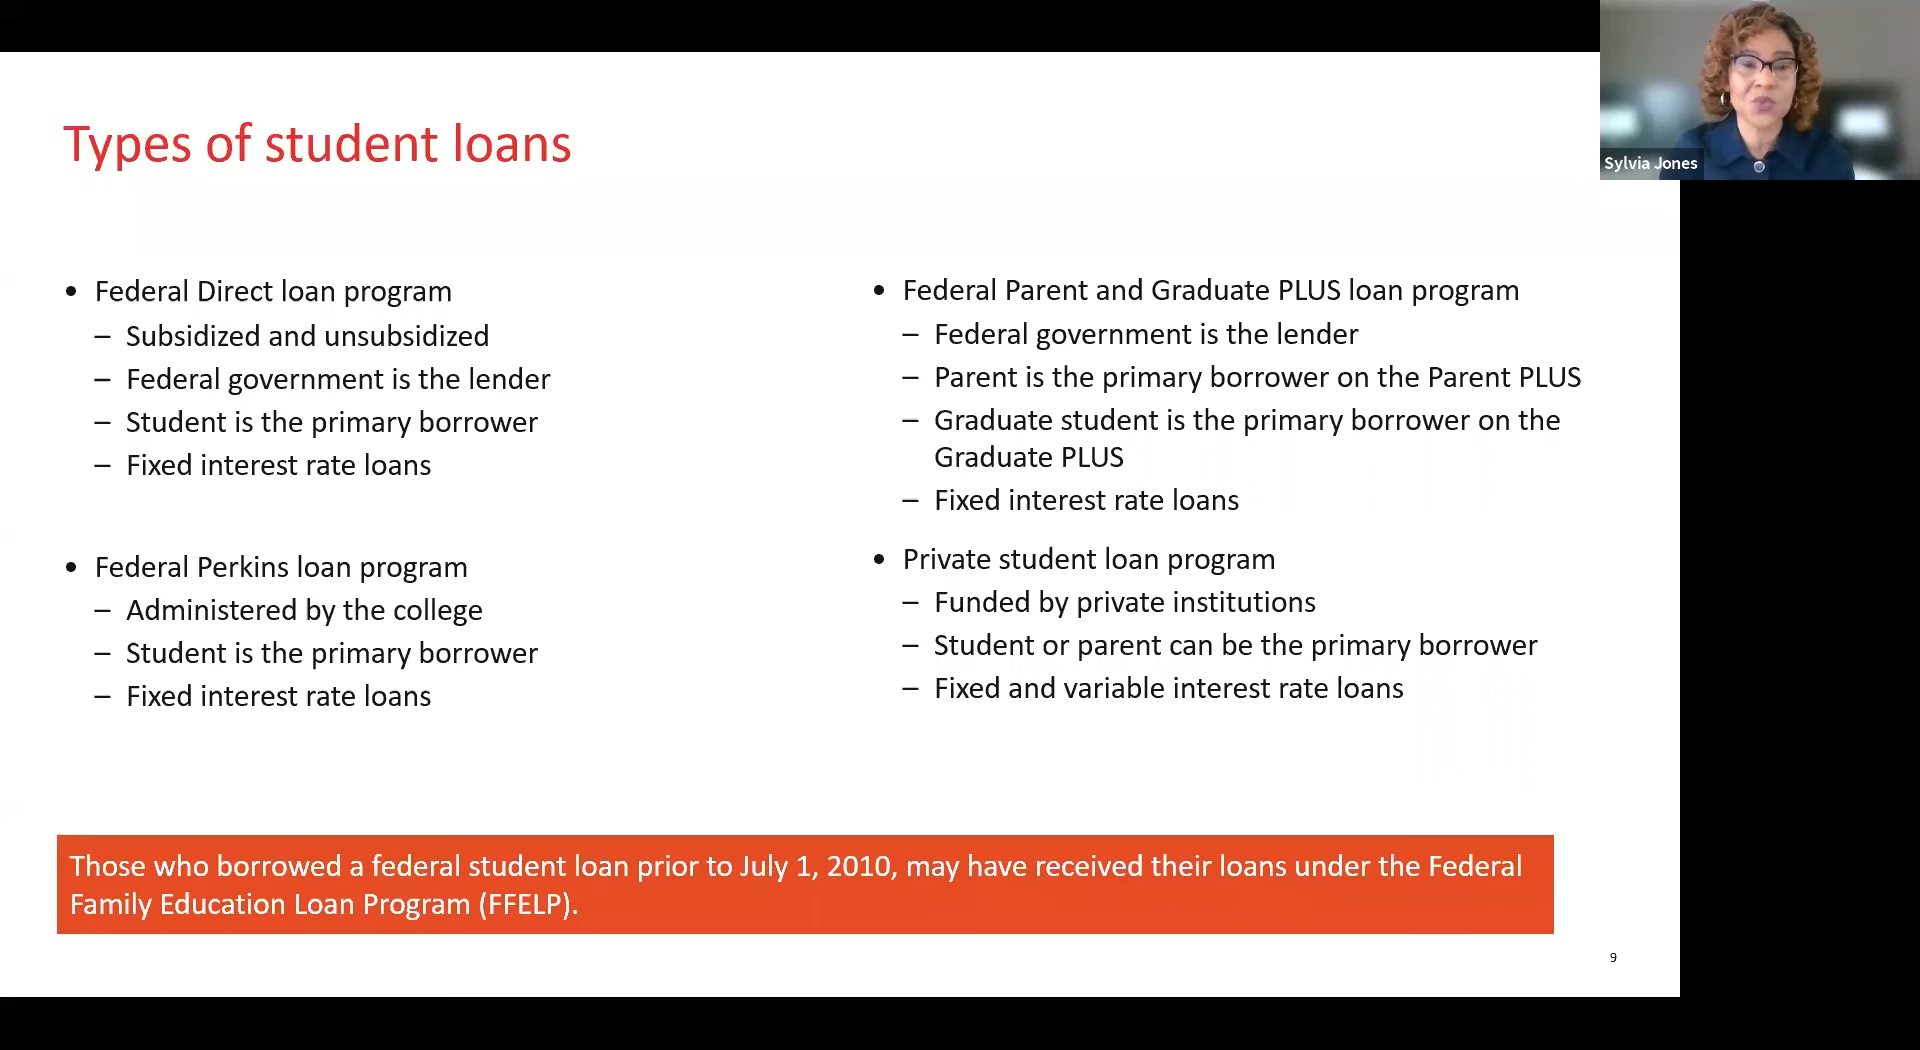 Types of student loans
• Federal Direct loan program
– Subsidized and unsubsidized
– Federal government is the lender
– Student is the primary borrower
– Fixed interest rate loans
• Federal Perkins loan program
– Administered by the college
– Student is the primary borrower
– Fixed interest rate loans
• Federal Parent and Graduate PLUS loan program
– Federal government is the lender
– Parent is the primary borrower on the Parent PLUS
– Graduate student is the primary borrower on the
Graduate PLUS
– Fixed interest rate loans
• Private student loan program
– Funded by private institutions
– Student or parent can be the primary borrower
– Fixed and variable interest rate loans
Those who borrowed a federal student loan prior to July 1, 2010, may have received their loans under the Federal
Family Education Loan Program (FFELP).
9
Sylvia Jones